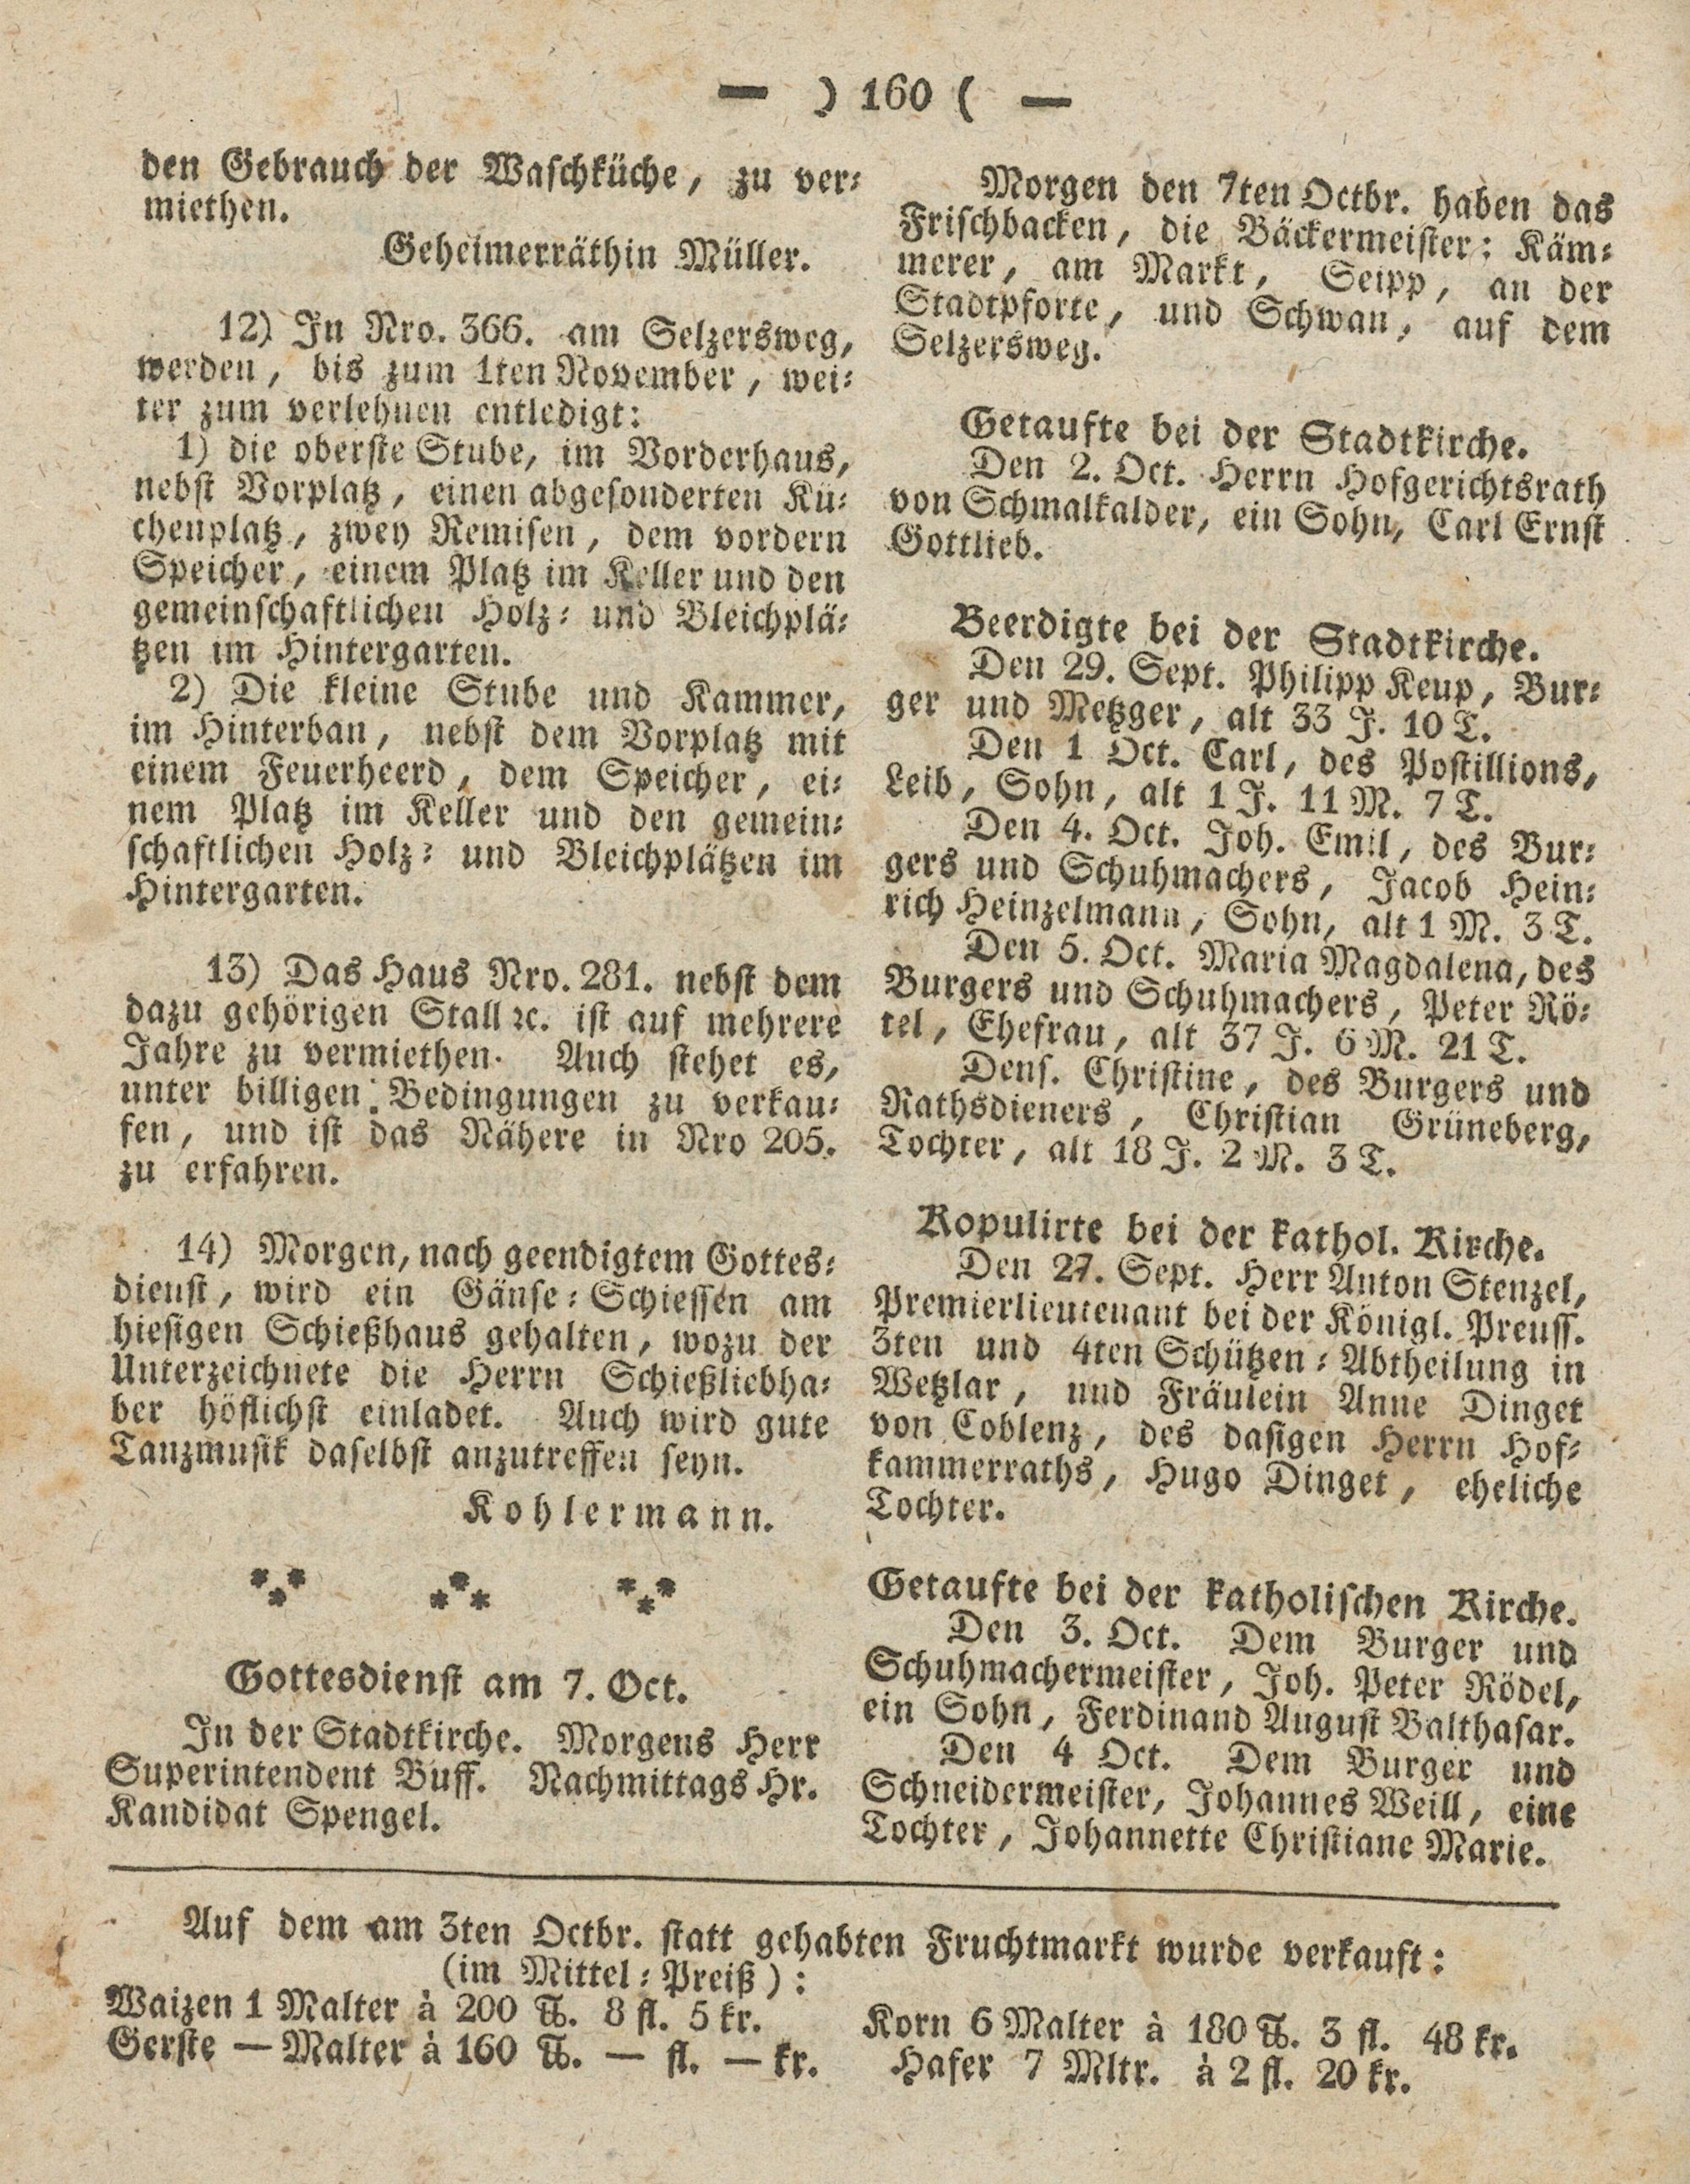 — ) 160 ( —
den Gebrauch der Waschküche, zu ver-
miethen.
Geheimerräthin Müller.
12) In Nro. 366. am Selzersweg,
werden, bis zum 1ten November, wei-
ter zum verlehnen entledigt:
1) die oberste Stube, im Vorderhaus,
nebst Vorplatz, einen abgesonderten Kü-
chenplatz, zwey Remisen, dem vordern
Speicher, einem Platz im Keller und den
gemeinschaftlichen Holz- und Bleichplä-
tzen im Hintergarten.
2) Die kleine Stube und Kammer,
im Hinterbau, nebst dem Vorplatz mit
einem Feuerheerd, dem Speicher, ei-
nem Platz im Keller und den gemein-
schaftlichen Holz- und Bleichplätzen im
Hintergarten.
13) Das Haus Nro. 281. nebst dem
dazu gehörigen Stall ꝛc. ist auf mehrere
Jahre zu vermiethen. Auch stehet es,
unter billigen Bedingungen zu verkau-
fen, und ist das Nähere in Nro 205.
zu erfahren.
14) Morgen, nach geendigtem Gottes-
dienst, wird ein Gänse-Schiessen am
hiesigen Schießhaus gehalten, wozu der
Unterzeichnete die Herrn Schießliebha-
ber höflichst einladet. Auch wird gute
Tanzmusik daselbst anzutreffen seyn.
Kohlermann.
*** *** ***
Gottesdienst am 7. Oct.
In der Stadtkirche. Morgens Herr
Superintendent Buff. Nachmittags Hr.
Kandidat Spengel.
Morgen den 7ten Octbr. haben das
Frischbacken, die Bäckermeister: Käm-
merer, am Markt, Seipp, an der
Stadtpforte, und Schwan, auf dem
Selzersweg.
Getaufte bei der Stadtkirche.
Den 2. Oct. Herrn Hofgerichtsrath
von Schmalkalder, ein Sohn, Carl Ernst
Gottlieb.
Beerdigte bei der Stadtkirche.
Den 29. Sept. Philipp Keup, Bur-
ger und Metzger, alt 33 J. 10 T.
Den 1 Oct. Carl, des Postillions,
Leib, Sohn, alt 1 J. 11 M. 7 T.
Den 4. Oct. Joh. Emil, des Bur-
gers und Schuhmachers, Jacob Hein-
rich Heinzelmann, Sohn, alt 1 M. 3 T.
Den 5. Oct. Maria Magdalena, des
Burgers und Schuhmachers, Peter Rö-
tel, Ehefrau, alt 37 J. 6 M. 21 T.
Dens. Christine, des Burgers und
Rathsdieners, Christian Grüneberg,
Tochter, alt 18 J. 2 M. 3 T.
Kopulirte bei der kathol. Kirche.
Den 27. Sept. Herr Anton Stenzel,
Premierlieutenant bei der Königl. Preuss.
3ten und 4ten Schützen-Abtheilung in
Wetzlar, und Fräulein Anne Dinget
von Coblenz, des dasigen Herrn Hof-
kammerraths, Hugo Dinget, eheliche
Tochter.
Getaufte bei der katholischen Kirche.
Den 3. Oct. Dem Burger und
Schuhmachermeister, Joh. Peter Rödel,
ein Sohn, Ferdinand August Balthasar.
Den 4 Oct. Dem Burger und
Schneidermeister, Johannes Weill, eine
Tochter, Johannette Christiane Marie.
Auf dem am 3ten Octbr. statt gehabten Fruchtmarkt wurde verkauft:
(im Mittel-Preiß):
Waizen 1 Malter à 200 ℔. 8 fl. 5 kr.
Korn 6 Malter à 180 ℔. 3 fl. 48 kr.
Gerste — Malter à 160 ℔. — fl. — kr.
Hafer 7 Mltr. à 2 fl. 20 kr.